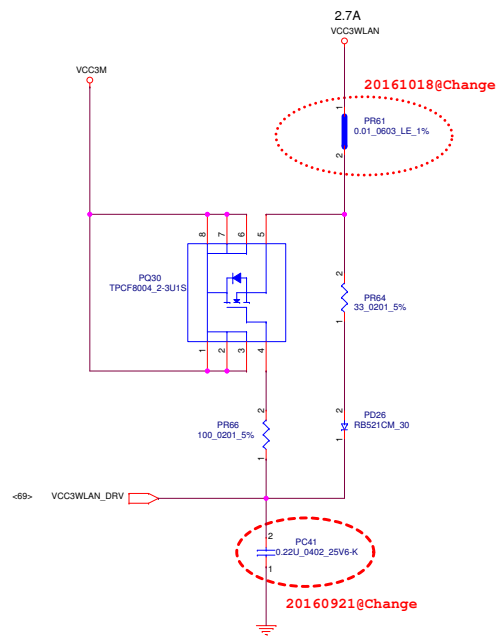 2.7A
VCC3WLAN
VCC3M
20161018@Change
1
PR61
0.01_0603_LE_1%
2
8
7
6
5
PQ30
TPCF8004_2-3U1S
2
PR64
33_0201_5%
1
1
2
3
4
2
PR66
100_0201_5%
1
2
PD26
RB521CM_30
1
<69>
VCC3WLAN_DRV
2
PC41
0.22U_0402_25V6-K
1
20160921@Change